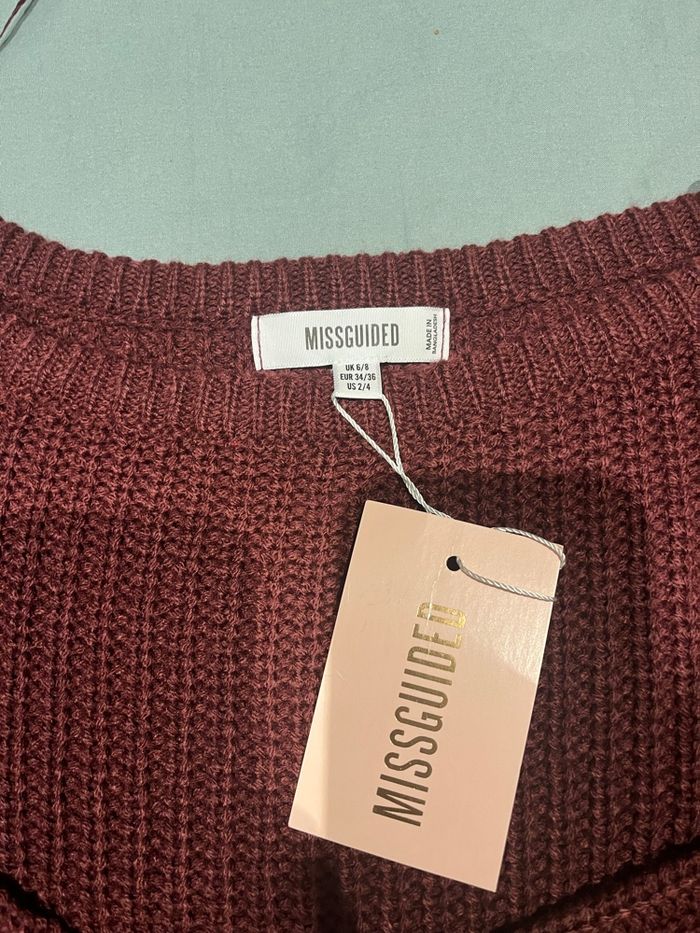 MISSGUIDED
MADE IN
BANGLADESH
UK 6/8
EUR 34/36
US 2/4
MISSGUIDED